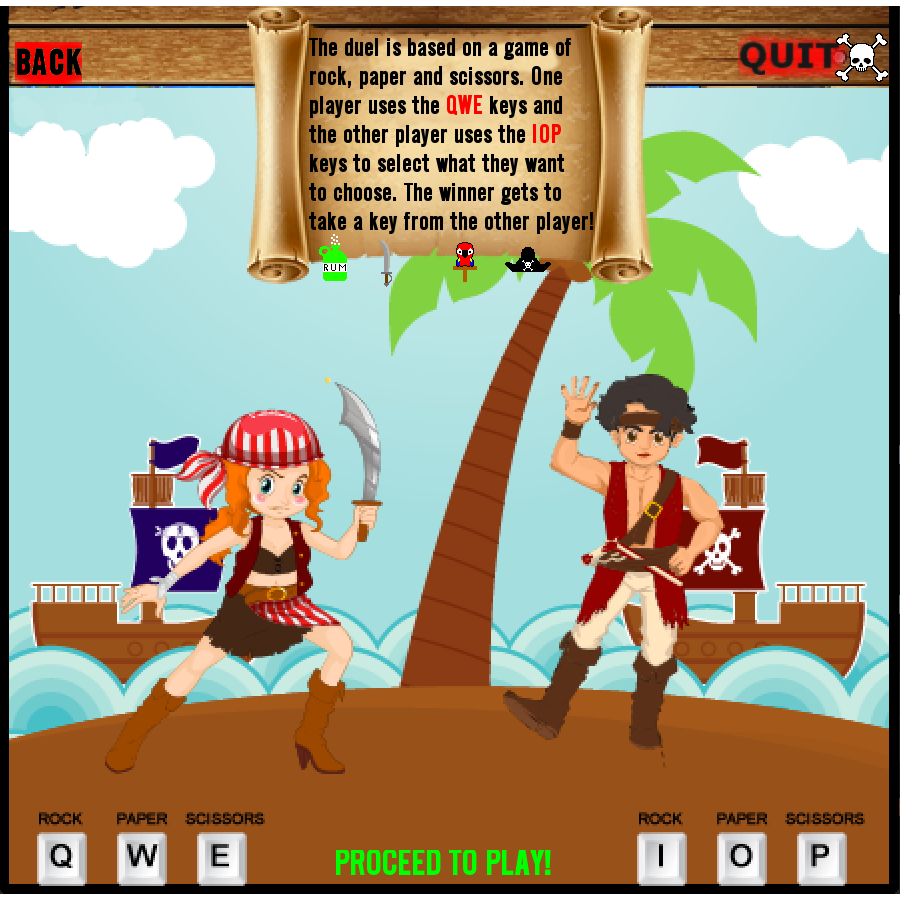 BACK
QUIT
The duel is based on a game of
rock, paper and scissors. One
player uses the QWE keys and
the other player uses the IOP
keys to select what they want
to choose. The winner gets to
take a key from the other player!
RUM
ROCK PAPER SCISSORS
Q W E
PROCEED TO PLAY!
ROCK PAPER SCISSORS
I O P